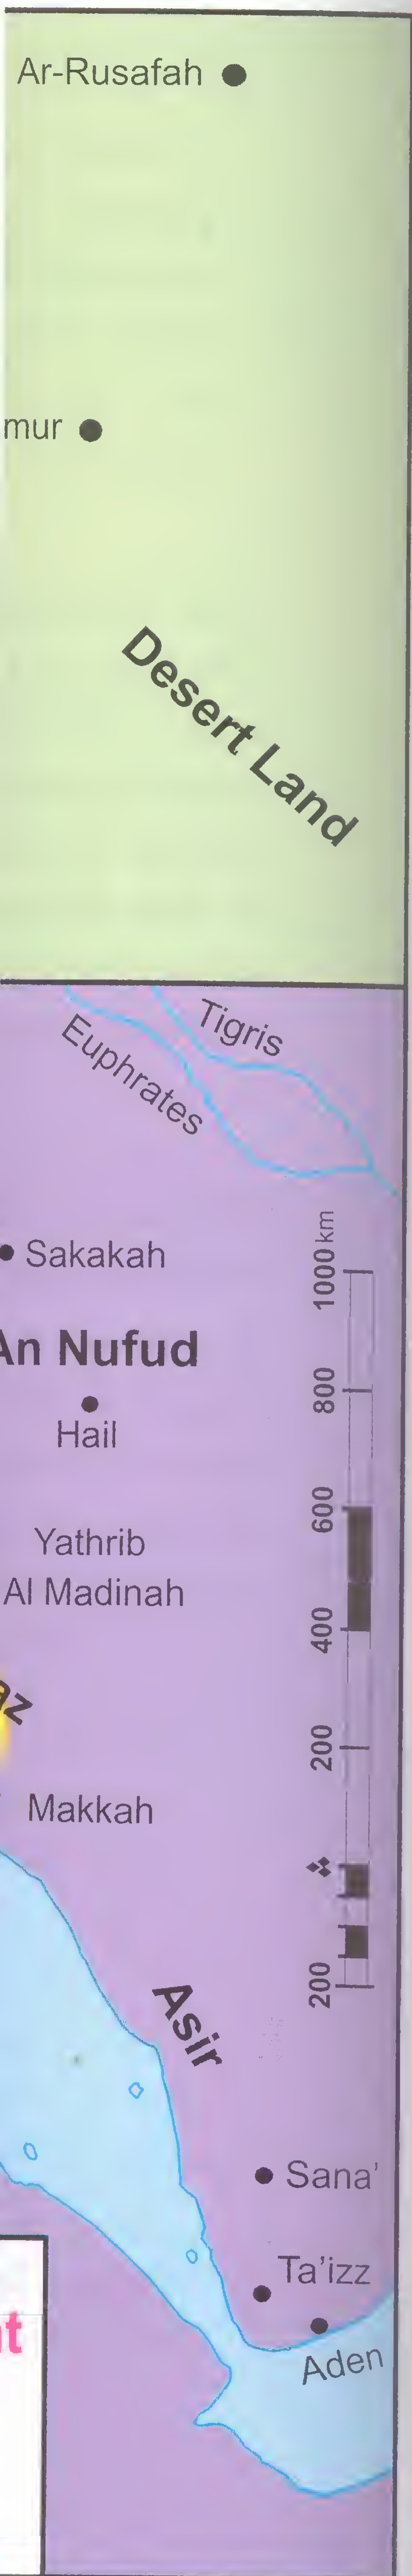 Ar-Rusafah
mur
Desert Land
Tigris
Euphrates
Sakakah
An Nufud
Hail
Yathrib
Al Madinah
az
Makkah
Asir
Sana'
Ta'izz
Aden
1000 km
800
600
400
200
200
t